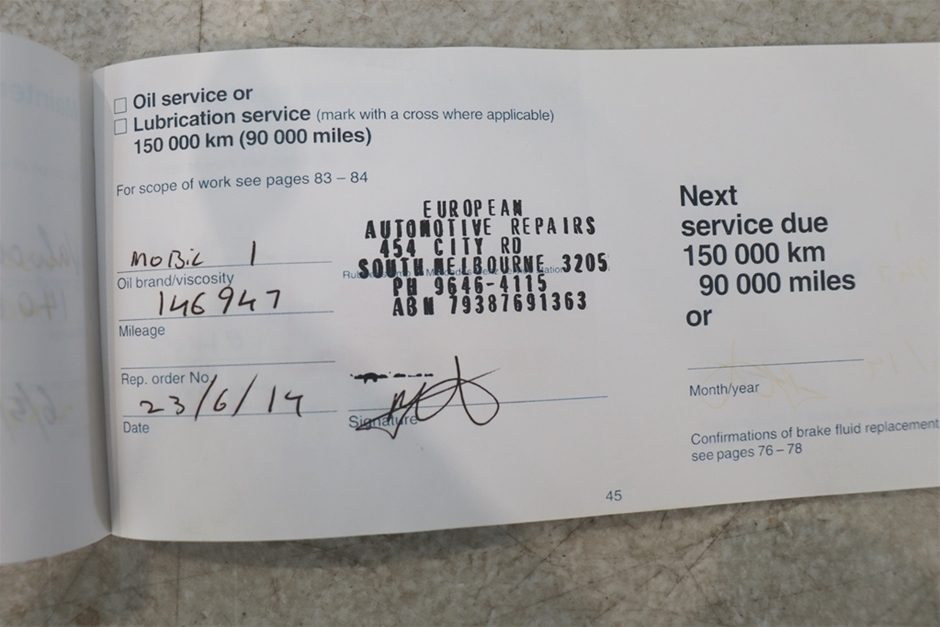 Oil service or
Lubrication service (mark with a cross where applicable)
150 000 km (90 000 miles)
For scope of work see pages 83 – 84
EUROPEAN
AUTOMOTIVE REPAIRS
454 CITY RD
SOUTH MELBOURNE 3205
PH 9646-4115
ABN 79387691363
MOBIL 1
Oil brand/viscosity
146947
Mileage
Rep. order No.
23/6/14
Date
Signature
Next
service due
150 000 km
90 000 miles
or
Month/year
Confirmations of brake fluid replacement
see pages 76 – 78
45